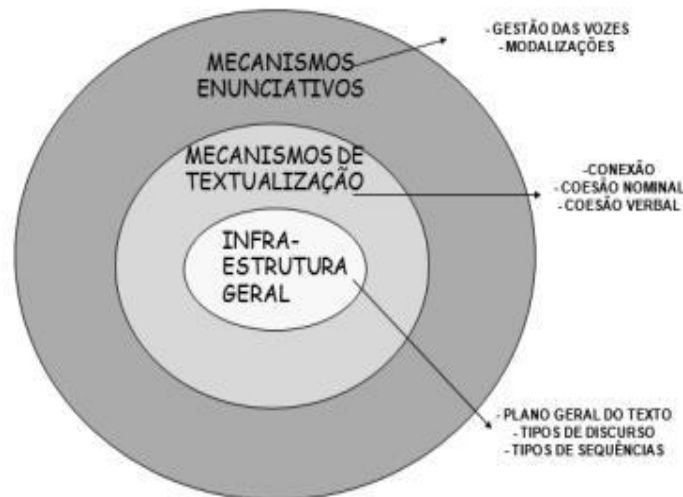 MECANISMOS
ENUNCIATIVOS
- GESTÃO DAS VOZES
- MODALIZAÇÕES
MECANISMOS DE
TEXTUALIZAÇÃO
-CONEXÃO
- COESÃO NOMINAL
- COESÃO VERBAL
INFRA-
ESTRUTURA
GERAL
- PLANO GERAL DO TEXTO
- TIPOS DE DISCURSO
- TIPOS DE SEQUÊNCIAS